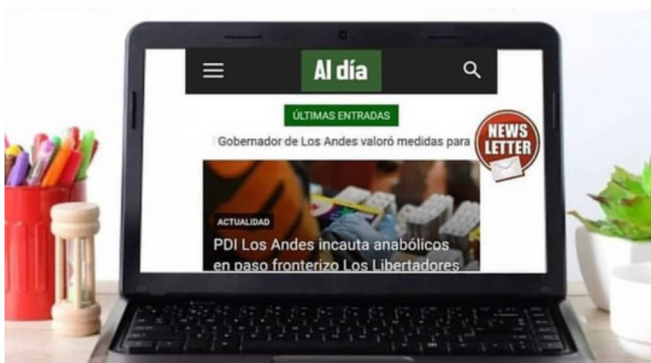 Al día
ÚLTIMAS ENTRADAS
Gobernador de Los Andes valoró medidas para
NEWS
LETTER
ACTUALIDAD
PDI Los Andes incauta anabólicos
en paso fronterizo Los Libertadores